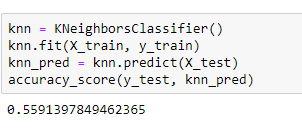 knn = KNeighborsClassifier()
knn.fit(X_train, y_train)
knn_pred = knn.predict(X_test)
accuracy_score(y_test, knn_pred)
0.5591397849462365